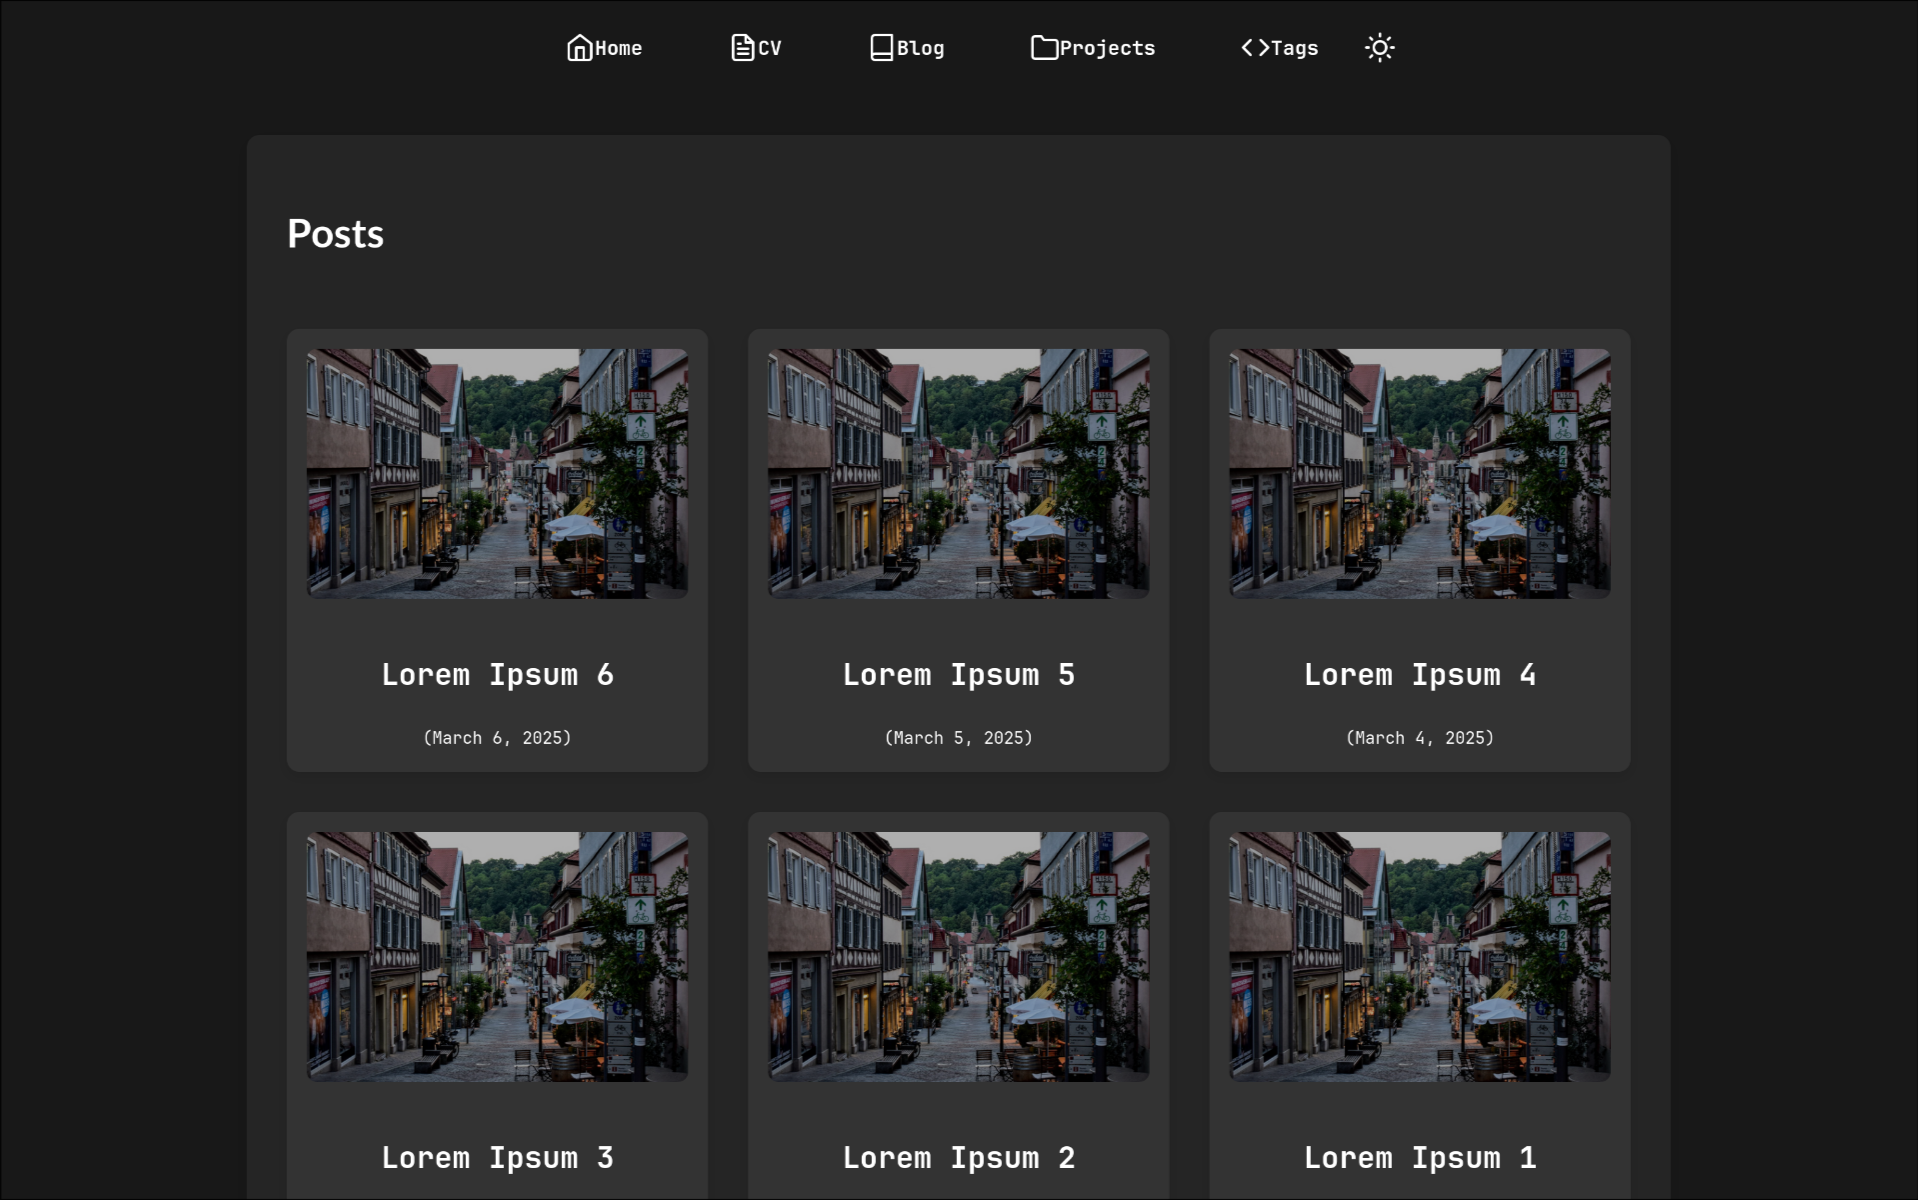 Home CV Blog Projects Tags
Posts
Lorem Ipsum 6
(March 6, 2025)
Lorem Ipsum 5
(March 5, 2025)
Lorem Ipsum 4
(March 4, 2025)
Lorem Ipsum 3
Lorem Ipsum 2
Lorem Ipsum 1